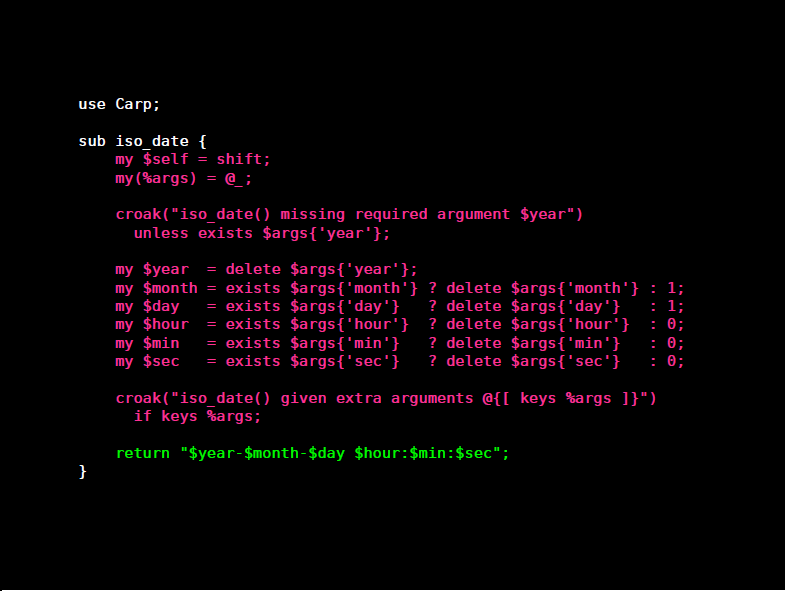 use Carp;

sub iso_date {
    my $self = shift;
    my(%args) = @_;

    croak("iso_date() missing required argument $year")
      unless exists $args{'year'};

    my $year  = delete $args{'year'};
    my $month = exists $args{'month'} ? delete $args{'month'} : 1;
    my $day   = exists $args{'day'}   ? delete $args{'day'}   : 1;
    my $hour  = exists $args{'hour'}  ? delete $args{'hour'}  : 0;
    my $min   = exists $args{'min'}   ? delete $args{'min'}   : 0;
    my $sec   = exists $args{'sec'}   ? delete $args{'sec'}   : 0;

    croak("iso_date() given extra arguments @{[ keys %args ]}")
      if keys %args;

    return "$year-$month-$day $hour:$min:$sec";
}